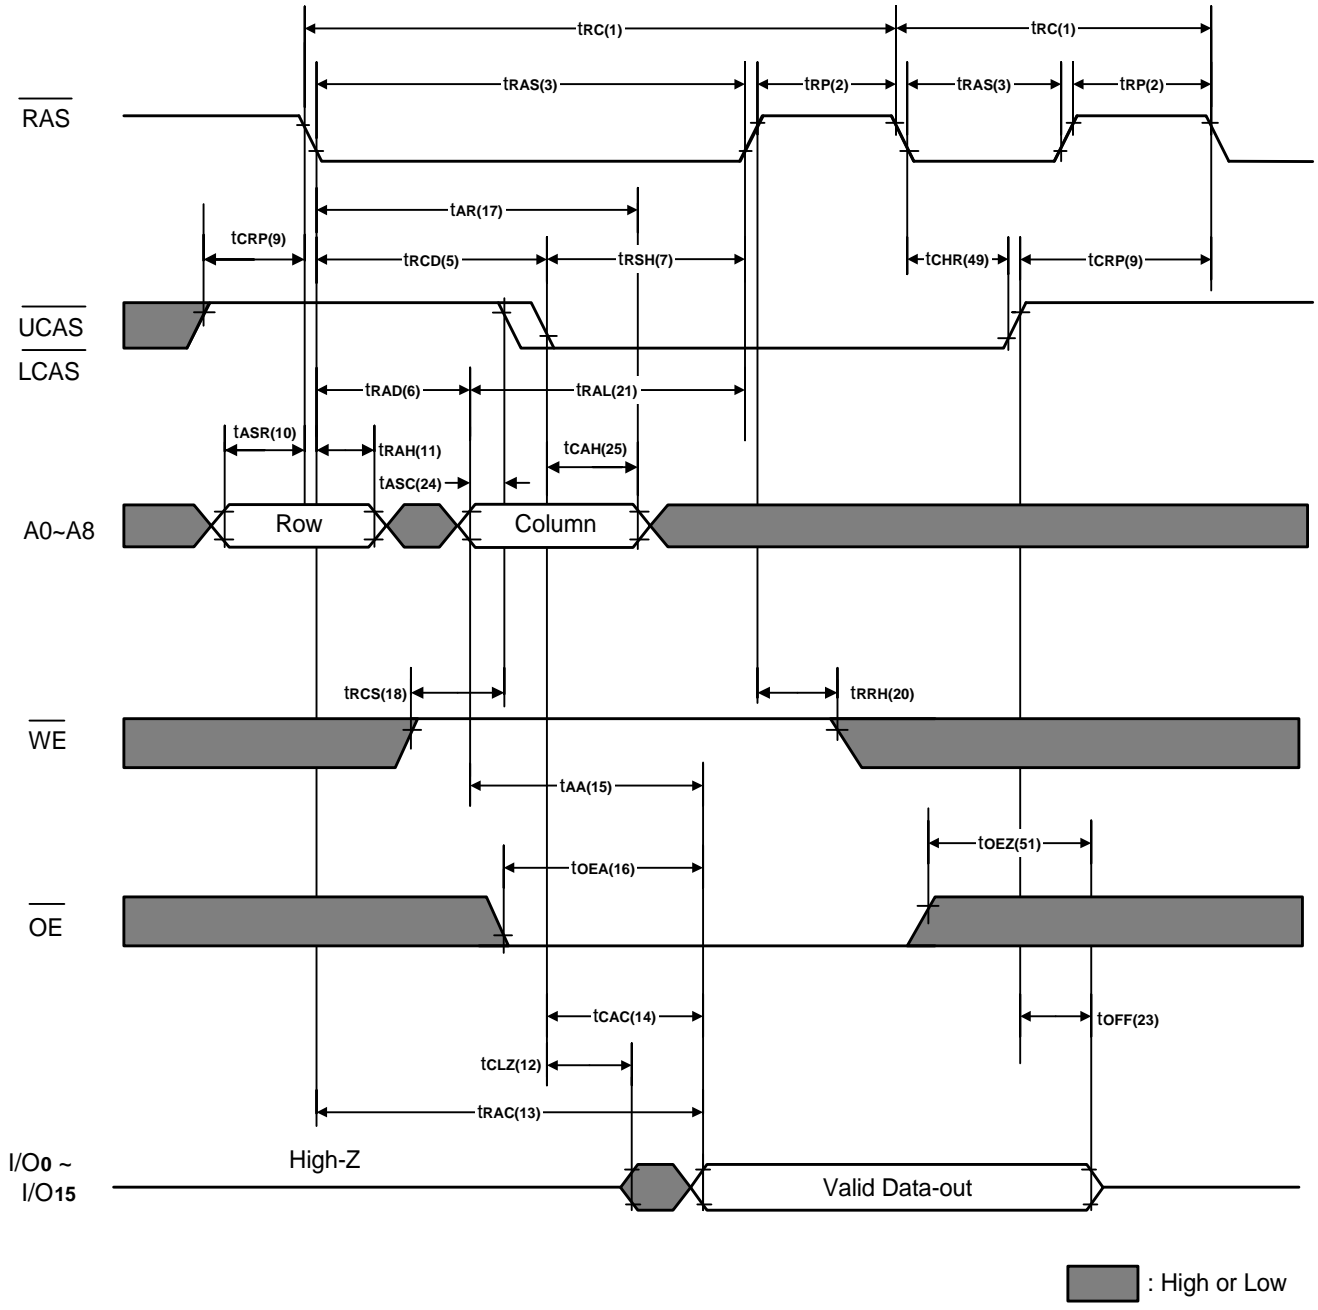 tRC(1) tRC(1)
tRAS(3) tRP(2) tRAS(3) tRP(2)
RAS
tAR(17)
tCRP(9) tRCD(5) tRSH(7) tCHR(49) tCRP(9)
UCAS
LCAS
tRAD(6) tRAL(21)
tASR(10) tRAH(11) tCAH(25)
tASC(24)
A0~A8 Row Column
tRCS(18) tRRH(20)
WE
tAA(15)
tOEZ(51)
tOEA(16)
OE
tCAC(14) tOFF(23)
tCLZ(12)
tRAC(13)
I/O0 ~ High-Z
I/O15 Valid Data-out
: High or Low